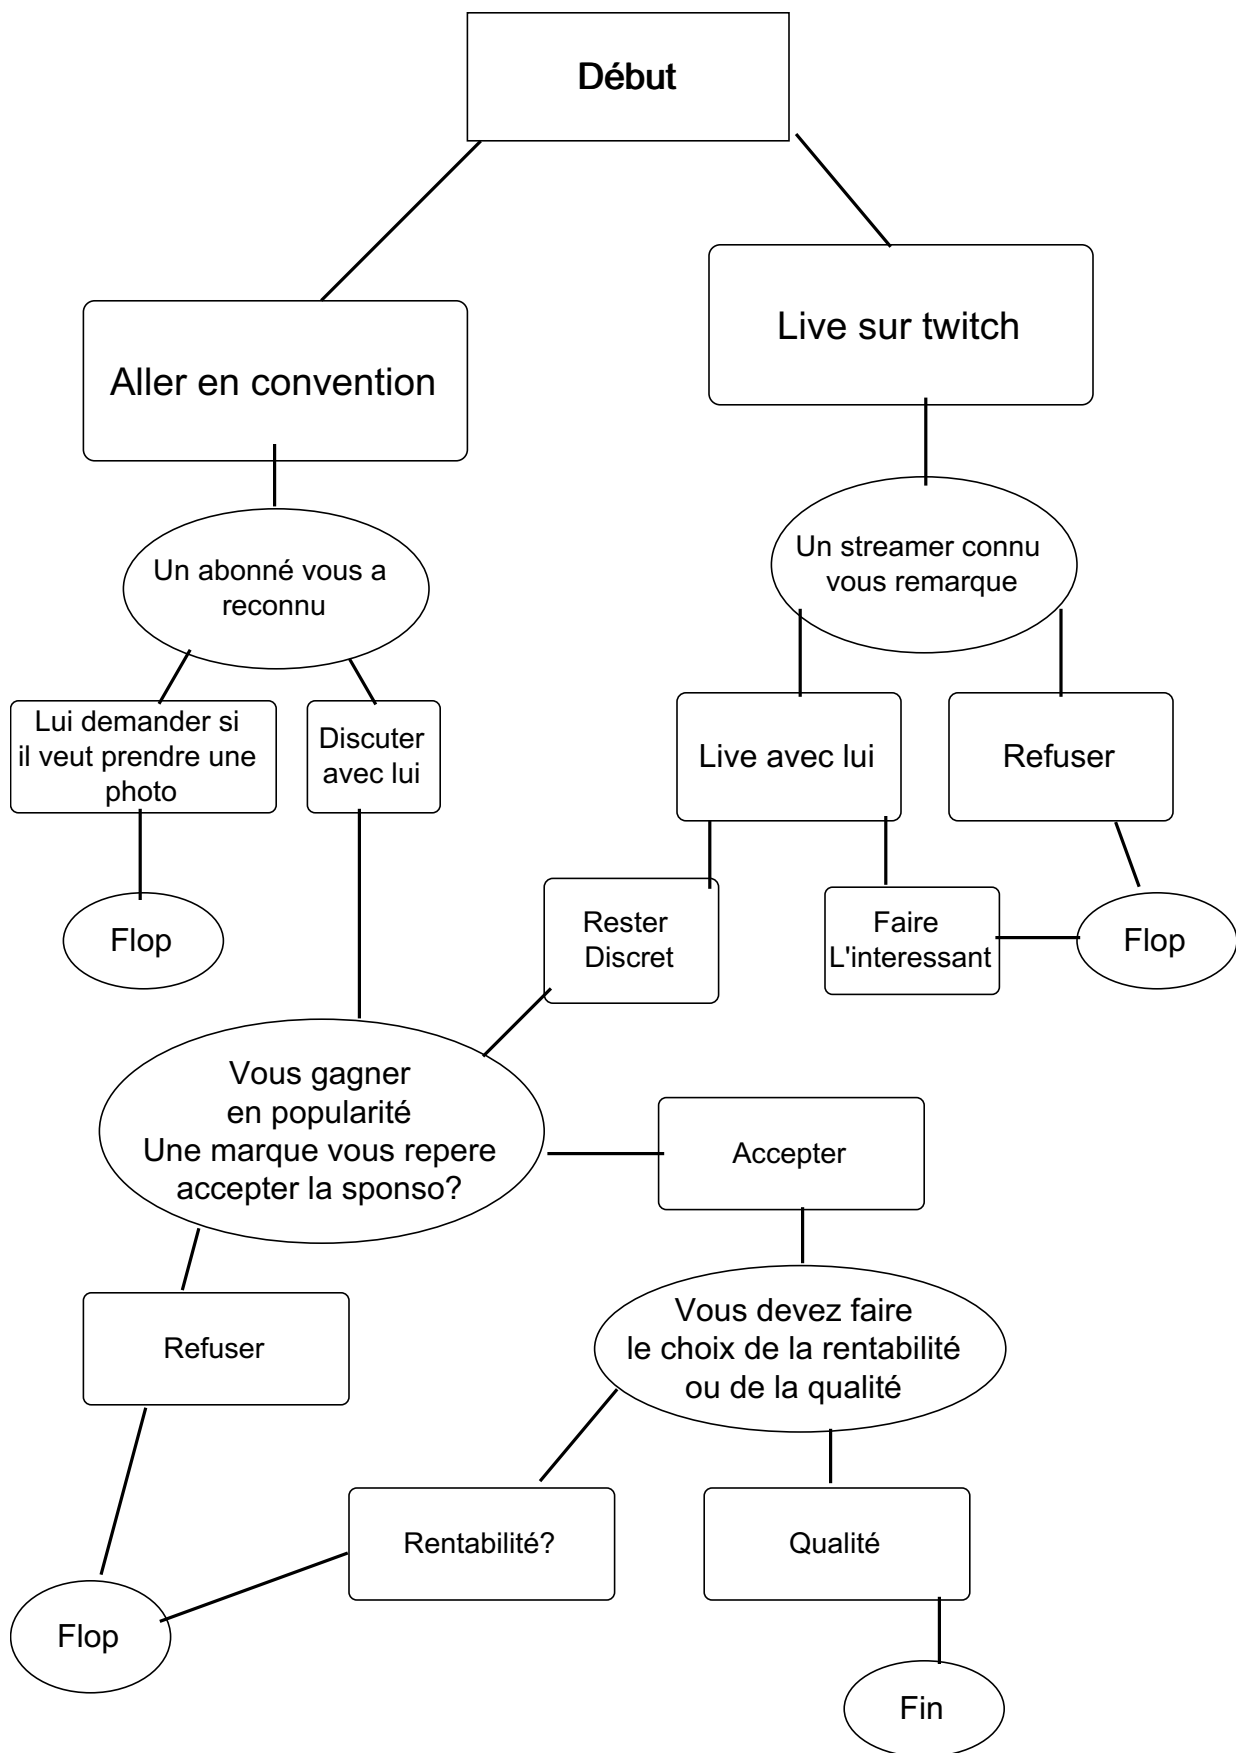 Début
Live sur twitch
Aller en convention
Un streamer connu
vous remarque
Un abonné vous a
reconnu
Lui demander si
il veut prendre une
photo
Discuter
avec lui
Live avec lui
Refuser
Flop
Rester
Discret
Faire
L'interessant
Flop
Vous gagner
en popularité
Une marque vous repere
accepter la sponso?
Accepter
Refuser
Vous devez faire
le choix de la rentabilité
ou de la qualité
Rentabilité?
Qualité
Flop
Fin